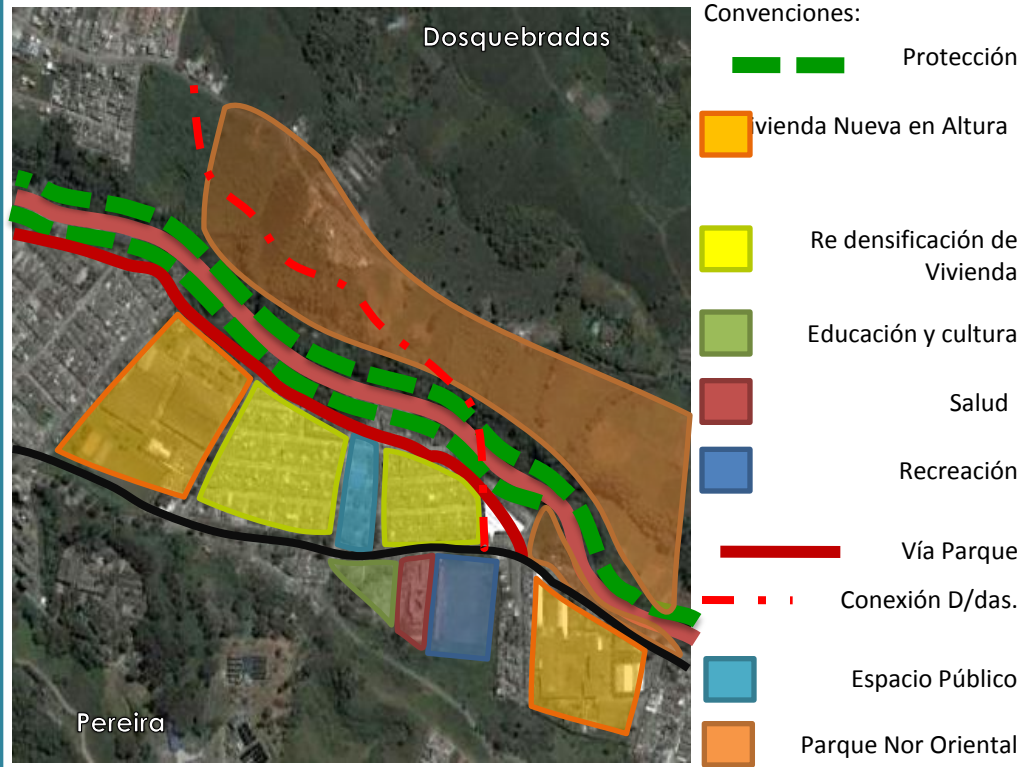 Dosquebradas
Pereira
Convenciones:
Protección
ivienda Nueva en Altura
Re densificación de
Vivienda
Educación y cultura
Salud
Recreación
Vía Parque
Conexión D/das.
Espacio Público
Parque Nor Oriental